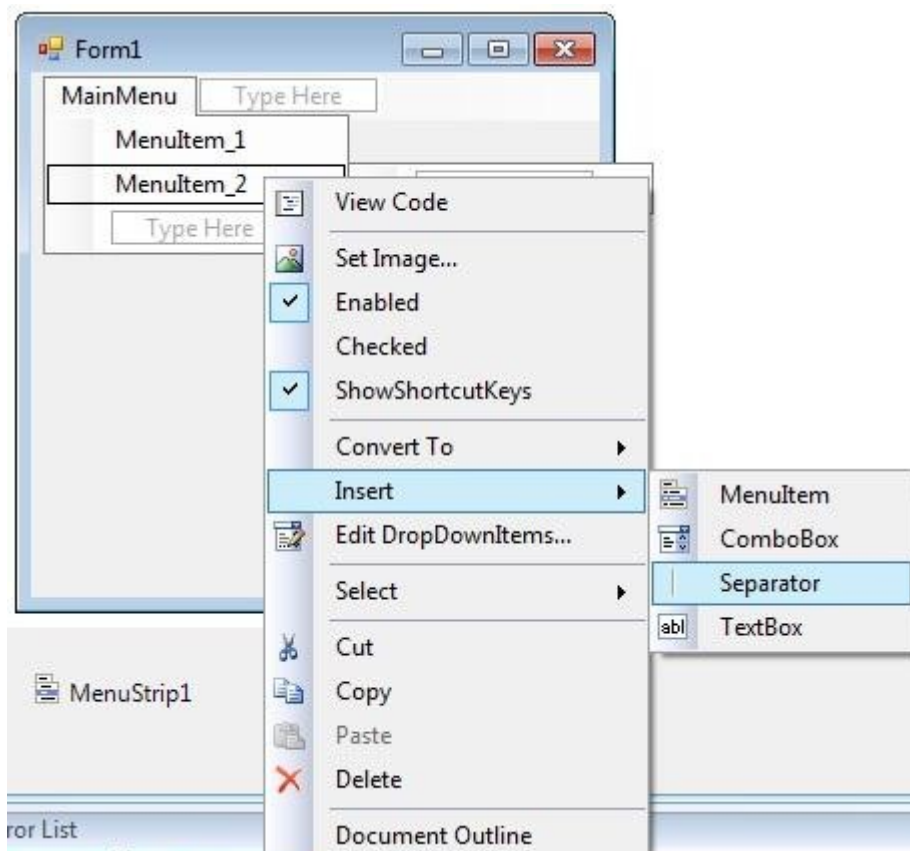 Form1
MainMenu Type Here
MenuItem_1
MenuItem_2
Type Here
View Code
Set Image...
Enabled
Checked
ShowShortcutKeys
Convert To
Insert
Edit DropDownItems...
Select
Cut
Copy
Paste
Delete
Document Outline
MenuItem
ComboBox
Separator
abl TextBox
MenuStrip1
ror List